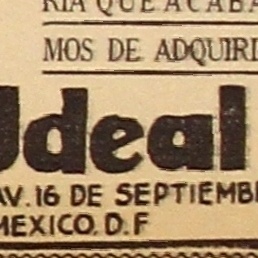 RIA QUE ACABA
MOS DE ADQUIRI
Ideal
AV. 16 DE SEPTIEMB
MEXICO, D.F